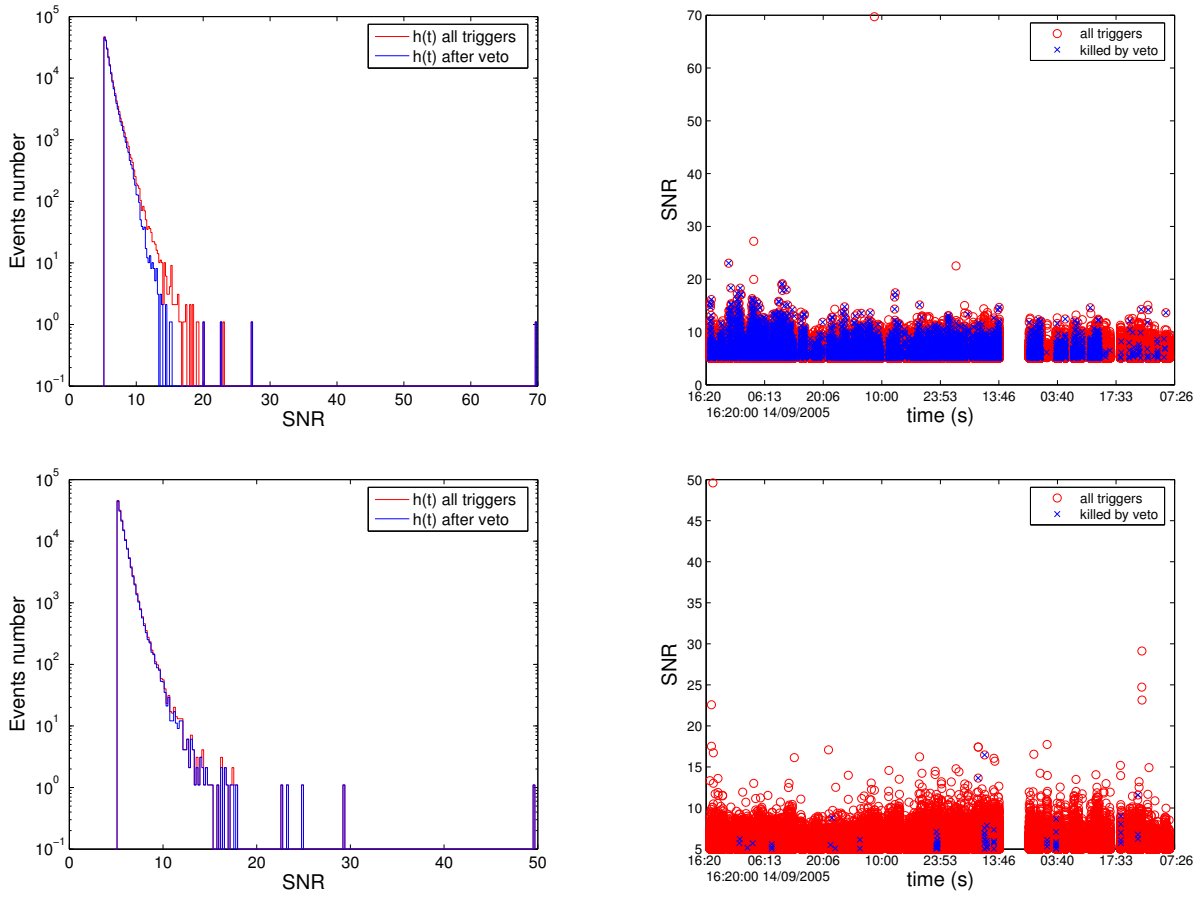 10^5
10^4
10^3
10^2
10^1
10^0
10^-1
Events number
h(t) all triggers
h(t) after veto
0 10 20 30 40 50 60 70
SNR
70
60
50
40
30
20
10
0
SNR
all triggers
killed by veto
16:20 06:13 20:06 10:00 23:53 13:46 03:40 17:33 07:26
16:20:00 14/09/2005
time (s)
10^5
10^4
10^3
10^2
10^1
10^0
10^-1
Events number
h(t) all triggers
h(t) after veto
0 10 20 30 40 50
SNR
50
45
40
35
30
25
20
15
10
5
SNR
all triggers
killed by veto
16:20 06:13 20:06 10:00 23:53 13:46 03:40 17:33 07:26
16:20:00 14/09/2005
time (s)